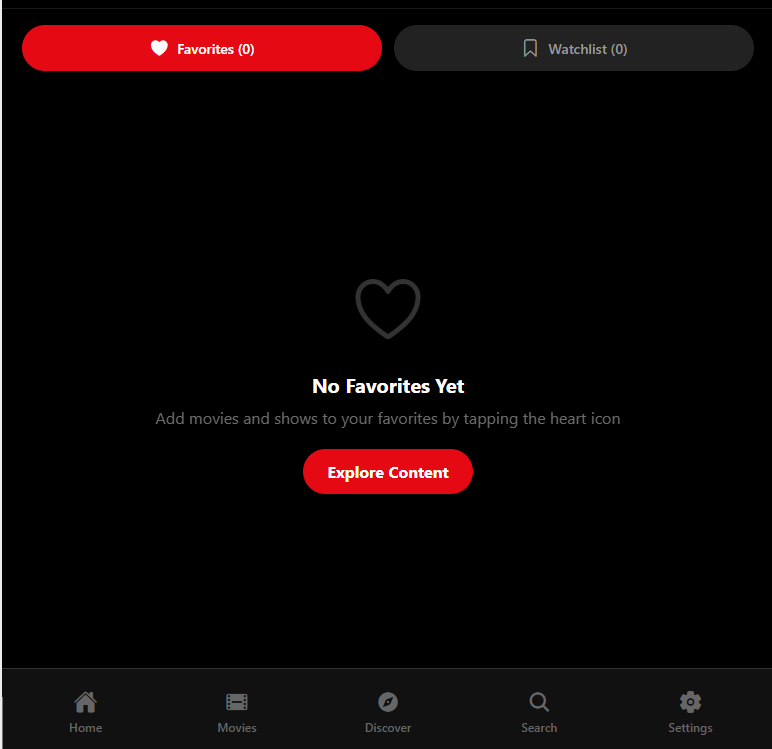 Favorites (0)
Watchlist (0)
No Favorites Yet
Add movies and shows to your favorites by tapping the heart icon
Explore Content
Home
Movies
Discover
Search
Settings